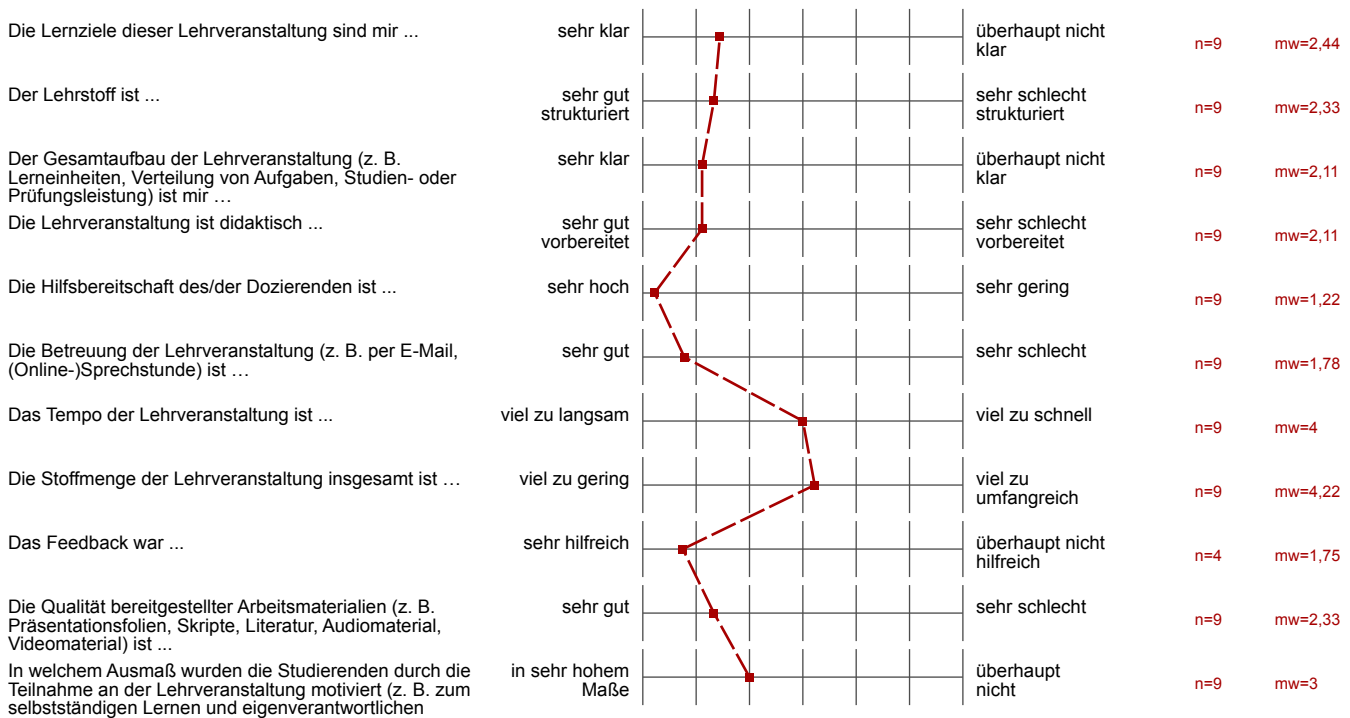 Die Lernziele dieser Lehrveranstaltung sind mir ... sehr klar überhaupt nicht
klar n=9 mw=2,44
Der Lehrstoff ist ... sehr gut
strukturiert sehr schlecht
strukturiert n=9 mw=2,33
Der Gesamtaufbau der Lehrveranstaltung (z. B.
Lerneinheiten, Verteilung von Aufgaben, Studien- oder
Prüfungsleistung) ist mir … sehr klar überhaupt nicht
klar n=9 mw=2,11
Die Lehrveranstaltung ist didaktisch ... sehr gut
vorbereitet sehr schlecht
vorbereitet n=9 mw=2,11
Die Hilfsbereitschaft des/der Dozierenden ist ... sehr hoch sehr gering n=9 mw=1,22
Die Betreuung der Lehrveranstaltung (z. B. per E-Mail,
(Online-)Sprechstunde) ist … sehr gut sehr schlecht n=9 mw=1,78
Das Tempo der Lehrveranstaltung ist ... viel zu langsam viel zu schnell n=9 mw=4
Die Stoffmenge der Lehrveranstaltung insgesamt ist … viel zu gering viel zu
umfangreich n=9 mw=4,22
Das Feedback war ... sehr hilfreich überhaupt nicht
hilfreich n=4 mw=1,75
Die Qualität bereitgestellter Arbeitsmaterialien (z. B.
Präsentationsfolien, Skripte, Literatur, Audiomaterial,
Videomaterial) ist ... sehr gut sehr schlecht n=9 mw=2,33
In welchem Ausmaß wurden die Studierenden durch die
Teilnahme an der Lehrveranstaltung motiviert (z. B. zum
selbstständigen Lernen und eigenverantwortlichen in sehr hohem
Maße überhaupt
nicht n=9 mw=3